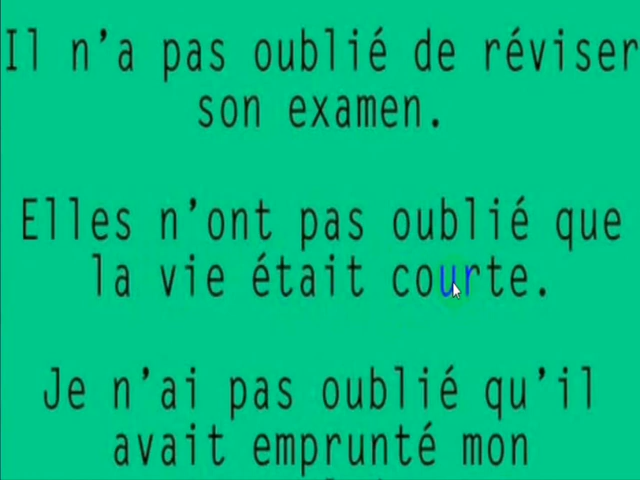 Il n’a pas oublié de réviser
son examen.
Elles n’ont pas oublié que
la vie était courte.
Je n’ai pas oublié qu’il
avait emprunté mon